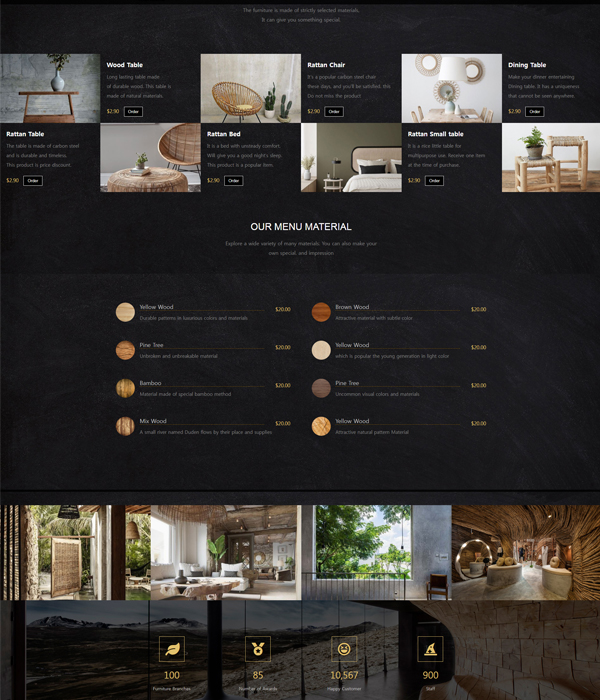 The furniture is made of strictly selected materials.
It can give you something special.
Wood Table
Long lasting table made
of durable wood. This table is
made of natural materials.
$2.90 Order
Rattan Chair
It's a popular carbon steel chair
these days, and you'll be satisfied. this
Do not miss the product
$2.90 Order
Dining Table
Make your dinner entertaining
Dining table. It has a uniqueness
that cannot be seen anywhere.
$2.90 Order
Rattan Table
The table is made of carbon steel
and is durable and timeless.
This product is price discount.
$2.90 Order
Rattan Bed
It is a bed with unsteady comfort.
Will give you a good night's sleep.
This product is a popular item.
$2.90 Order
Rattan Small table
It is a nice little table for
multipurpose use. Iterative one item
at the time of purchase.
$2.90 Order
OUR MENU MATERIAL
Explore a wide variety of many materials. You can also make your
own special. and impression
Yellow Wood $20.00
Durable patterns in luxurious colors and materials
Brown Wood $20.00
Attractive material with subtle color.
Pine Tree $20.00
Unbroken and unbreakable material
Yellow Wood $20.00
which is popular the young generation in light color
Bamboo $20.00
Material made of special bamboo method
Pine Tree $20.00
Uncommon visual colors and materials
Mix Wood $20.00
A small river named Duden flows by their place and supplies
Yellow Wood $20.00
Attractive natural pattern Material
100
Furniture Branches
85
Number of Awards
10,567
Happy Customer
900
Staff